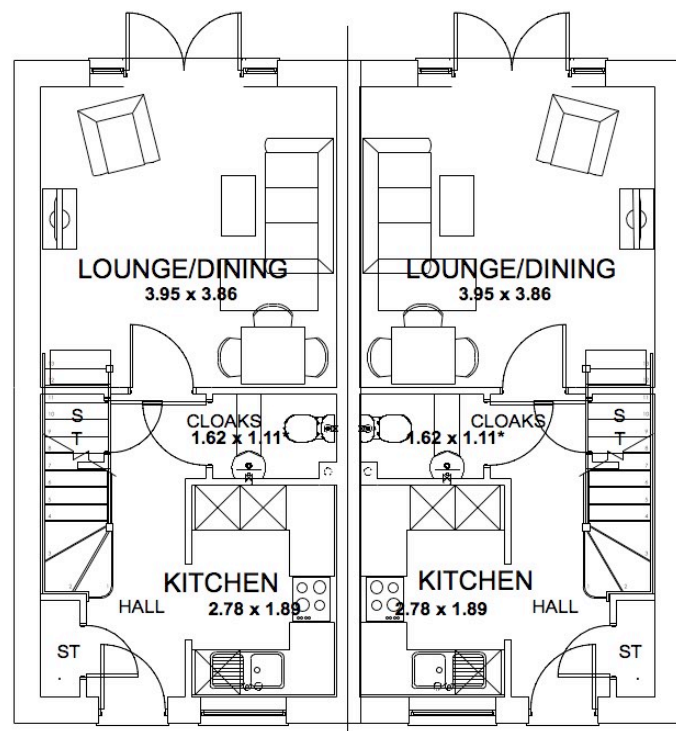 LOUNGE/DINING
3.95 x 3.86
LOUNGE/DINING
3.95 x 3.86
S
T
CLOAKS
1.62 x 1.11*
CLOAKS
1.62 x 1.11*
S
T
KITCHEN
2.78 x 1.89
KITCHEN
2.78 x 1.89
HALL
HALL
ST
ST